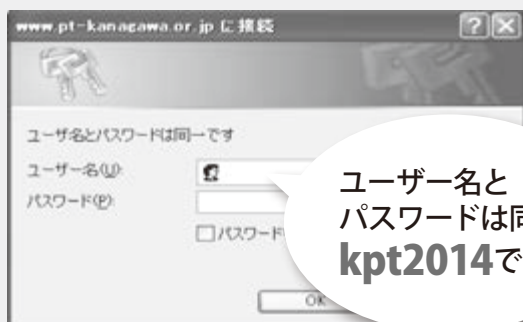 www.pt-kanagawa.or.jp に接続
ユーザ名とパスワードは同一です
ユーザー名(U):
パスワード(P):
パスワード
OK
ユーザー名と
パスワードは同
kpt2014で